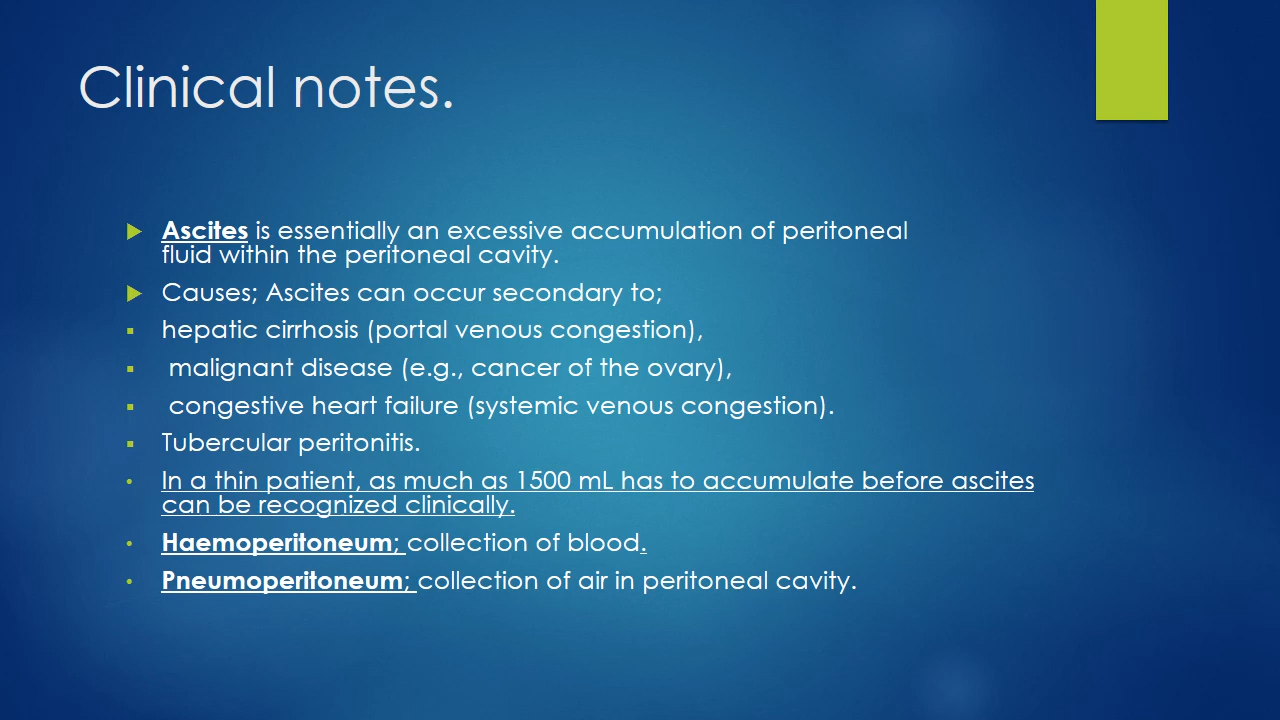 Clinical notes.
Ascites is essentially an excessive accumulation of peritoneal
fluid within the peritoneal cavity.
Causes; Ascites can occur secondary to;
hepatic cirrhosis (portal venous congestion),
malignant disease (e.g., cancer of the ovary),
congestive heart failure (systemic venous congestion).
Tubercular peritonitis.
In a thin patient, as much as 1500 mL has to accumulate before ascites
can be recognized clinically.
Haemoperitoneum; collection of blood.
Pneumoperitoneum; collection of air in peritoneal cavity.